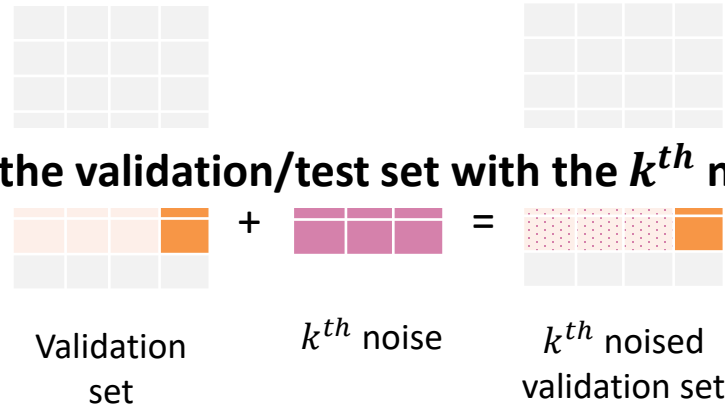 the validation/test set with the kᵗʰ n
+ =
Validation set
kᵗʰ noise
kᵗʰ noised validation set